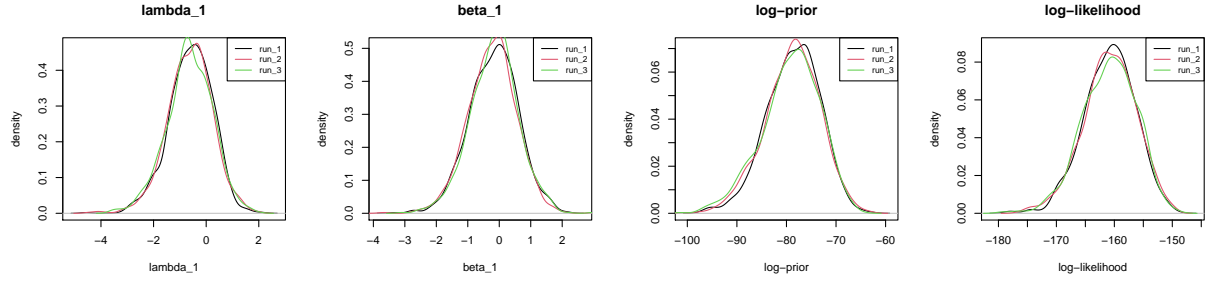 lambda_1
density
0.0 0.1 0.2 0.3 0.4
−4 −2 0 2
lambda_1
run_1
run_2
run_3
beta_1
density
0.0 0.1 0.2 0.3 0.4 0.5
−4 −3 −2 −1 0 1 2
beta_1
run_1
run_2
run_3
log−prior
density
0.00 0.02 0.04 0.06
−100 −90 −80 −70 −60
log−prior
run_1
run_2
run_3
log−likelihood
density
0.00 0.02 0.04 0.06 0.08
−180 −170 −160 −150
log−likelihood
run_1
run_2
run_3